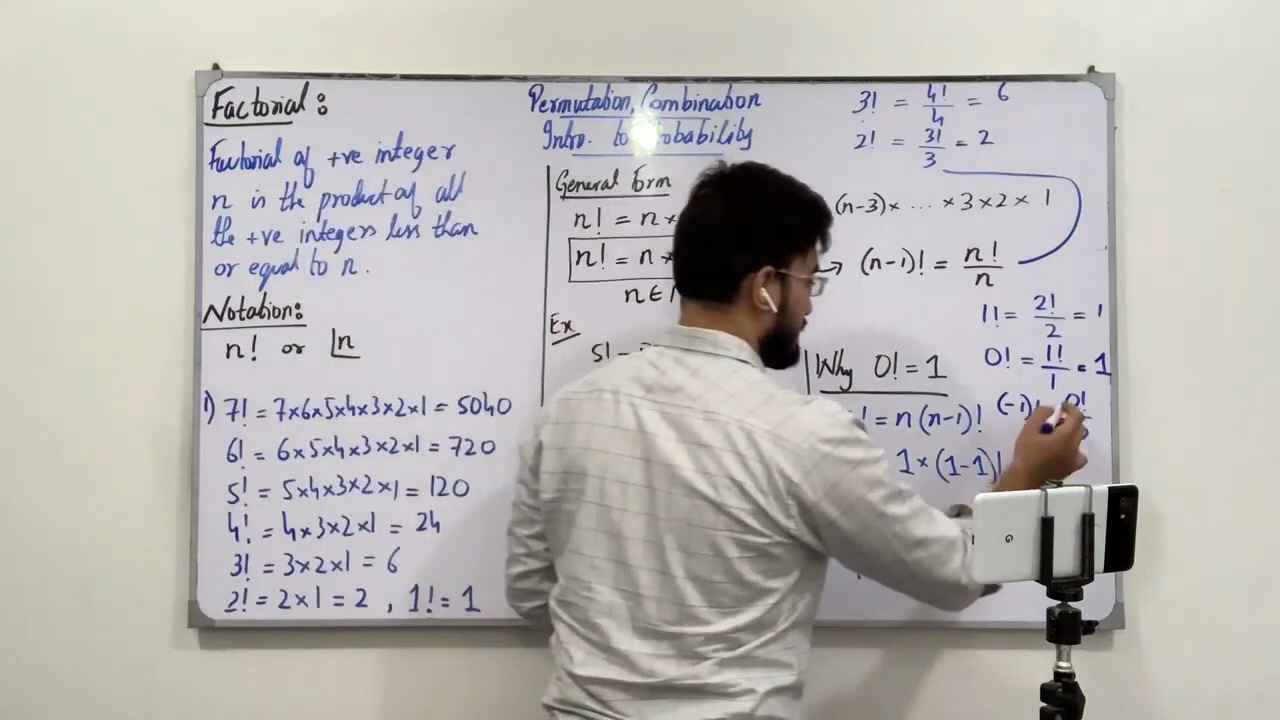 Factorial:
Factorial of +ve integer
n is the product of all
the +ve integers less than
or equal to n.
Notation:
n! or |n
1) 7! = 7×6×5×4×3×2×1 = 5040
6! = 6×5×4×3×2×1 = 720
5! = 5×4×3×2×1 = 120
4! = 4×3×2×1 = 24
3! = 3×2×1 = 6
2! = 2×1 = 2 , 1! = 1
Permutation, Combination
Intro. to Probability
General Form
n! = n ×
(n-3)× ... ×3×2×1
n! = n ×
→ (n-1)! = n!/n
n ∈
Ex
5! =
3! = 4!/4 = 6
2! = 3!/3 = 2
1! = 2!/2 = 1
0! = 1!/1 = 1
(-1)! 0!
Why 0! = 1
! = n(n-1)!
1×(1-1)!
G